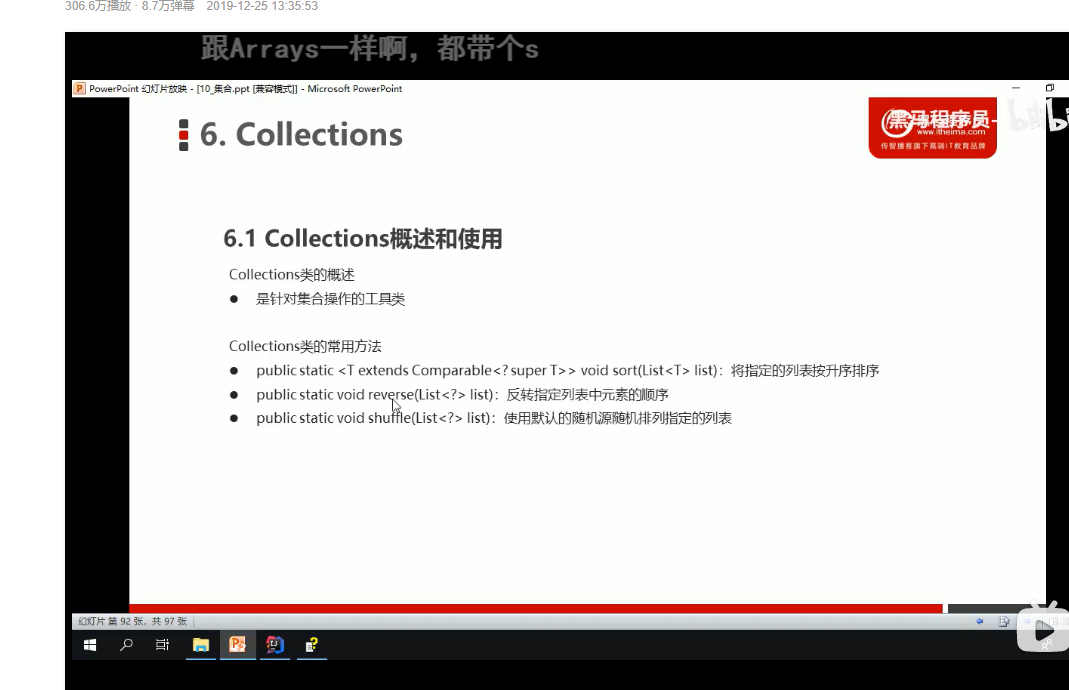 306.6万播放 · 8.7万弹幕 2019-12-25 13:35:53
跟Arrays一样啊，都带个s
PowerPoint 幻灯片放映 - [10_集合.ppt [兼容模式]] - Microsoft PowerPoint
6. Collections
黑马程序员
www.itheima.com
传智播客旗下高端IT教育品牌
6.1 Collections概述和使用
Collections类的概述
● 是针对集合操作的工具类
Collections类的常用方法
● public static <T extends Comparable<? super T>> void sort(List<T> list)：将指定的列表按升序排序
● public static void reverse(List<?> list)：反转指定列表中元素的顺序
● public static void shuffle(List<?> list)：使用默认的随机源随机排列指定的列表
幻灯片 第 92 张，共 97 张